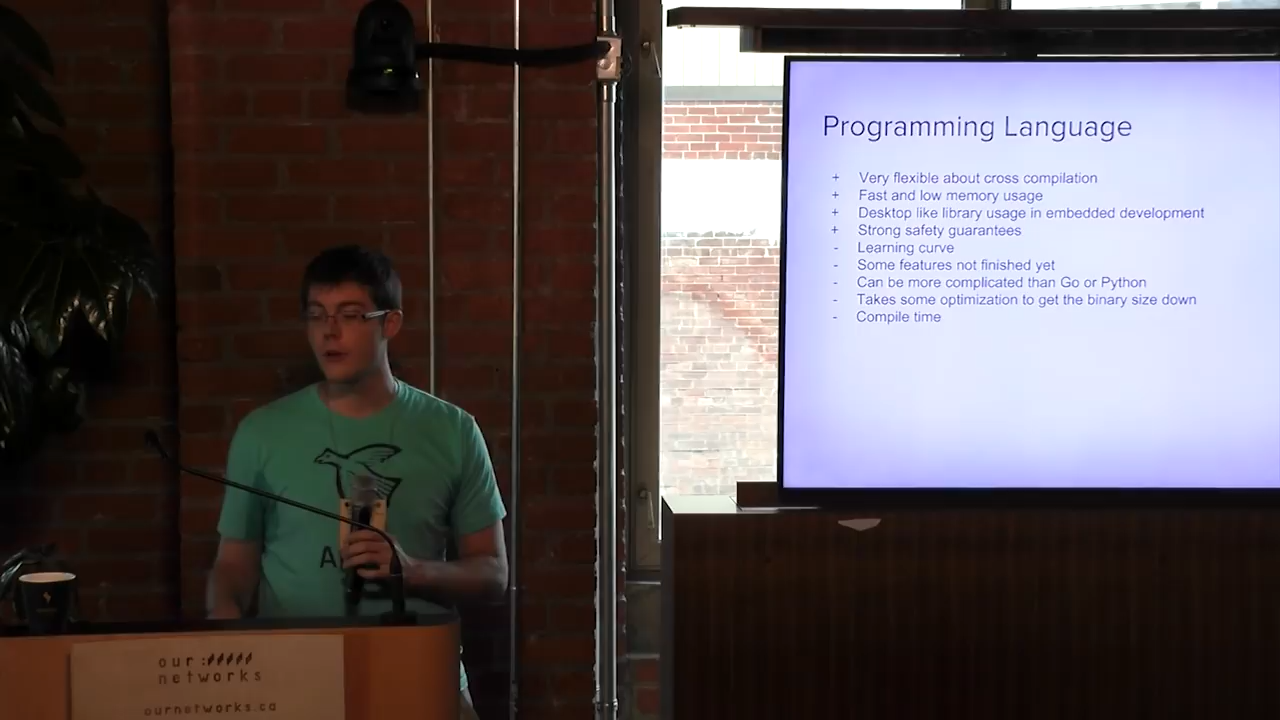 Programming Language
+ Very flexible about cross compilation
+ Fast and low memory usage
+ Desktop like library usage in embedded development
+ Strong safety guarantees
- Learning curve
- Some features not finished yet
- Can be more complicated than Go or Python
- Takes some optimization to get the binary size down
- Compile time
our
networks
ournetworks.ca